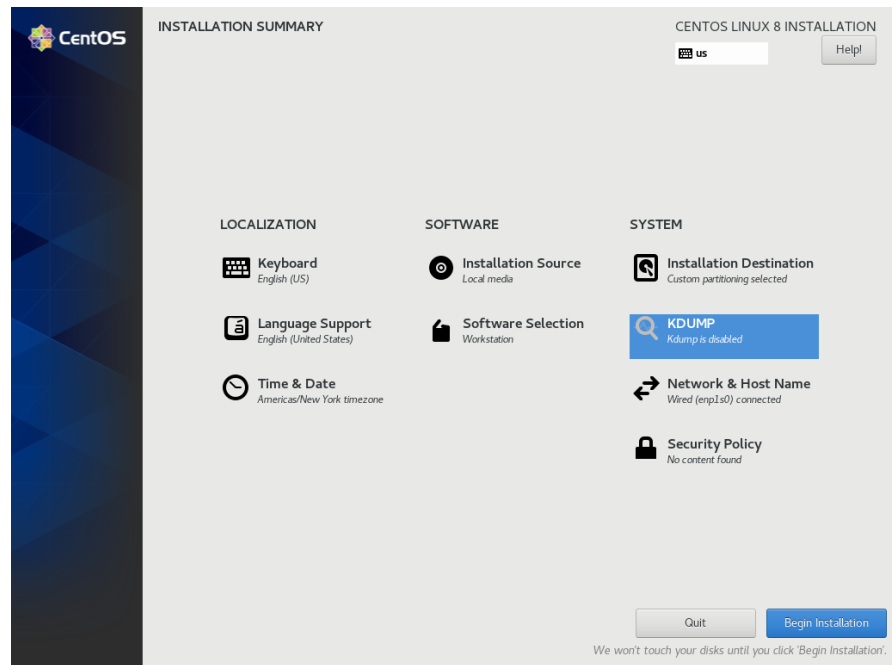 CentOS
INSTALLATION SUMMARY
CENTOS LINUX 8 INSTALLATION
us
Help!
LOCALIZATION
Keyboard
English (US)
Language Support
English (United States)
Time & Date
Americas/New York timezone
SOFTWARE
Installation Source
Local media
Software Selection
Workstation
SYSTEM
Installation Destination
Custom partitioning selected
KDUMP
Kdump is disabled
Network & Host Name
Wired (enp1s0) connected
Security Policy
No content found
Quit
Begin Installation
We won't touch your disks until you click 'Begin Installation'.